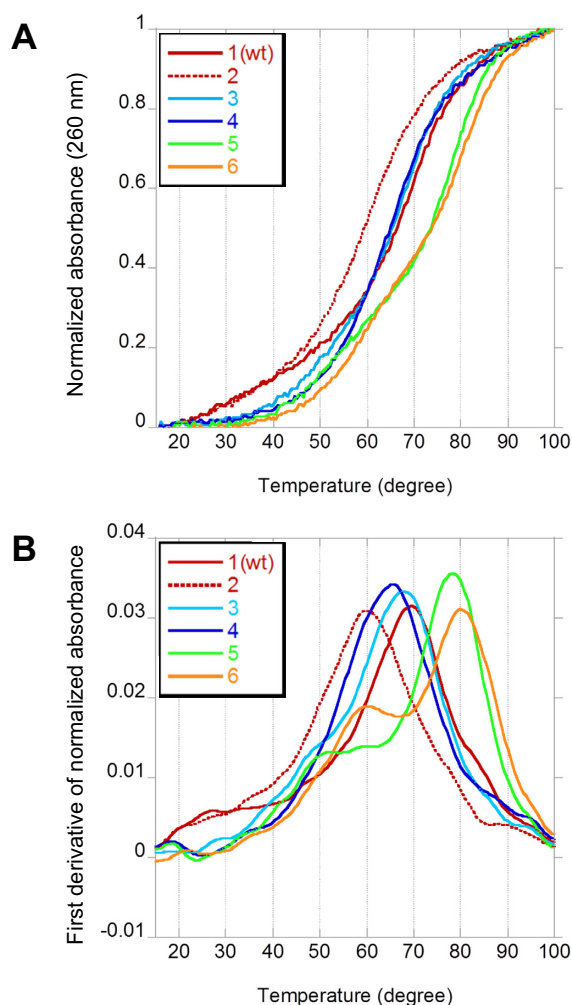 A
Normalized absorbance (260 nm)
1
0.8
0.6
0.4
0.2
0
1(wt)
2
3
4
5
6
20 30 40 50 60 70 80 90 100
Temperature (degree)
B
First derivative of normalized absorbance
0.04
0.03
0.02
0.01
0
-0.01
1(wt)
2
3
4
5
6
20 30 40 50 60 70 80 90 100
Temperature (degree)